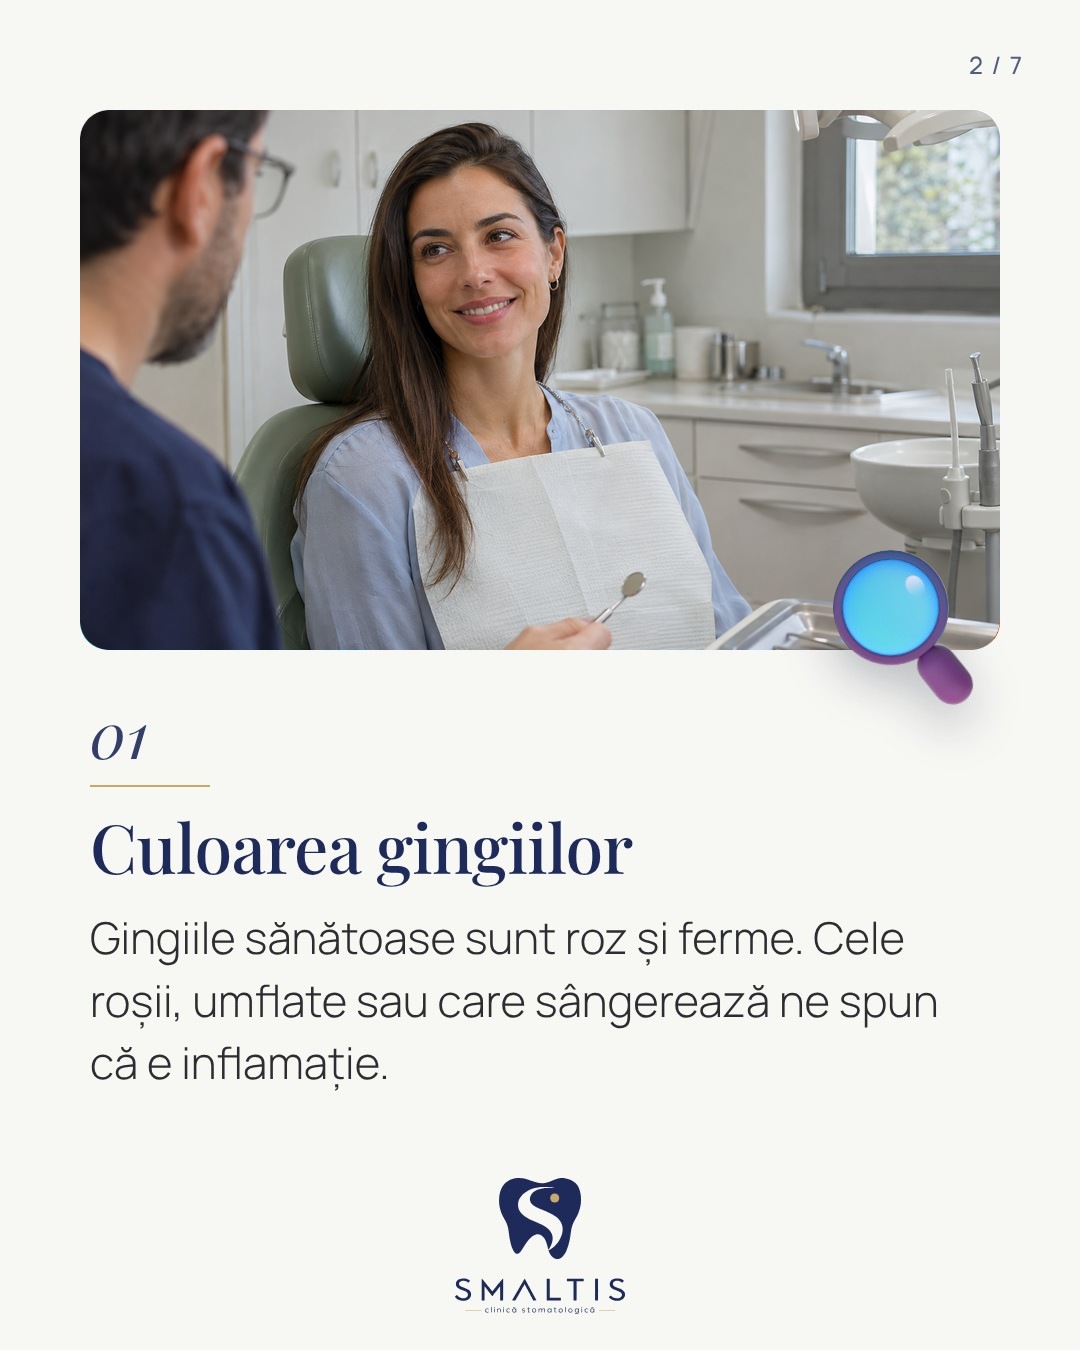 2 / 7
01
Culoarea gingiilor
Gingiile sănătoase sunt roz și ferme. Cele
roșii, umflate sau care sângerează ne spun
că e inflamație.
SMALTIS
clinică stomatologică